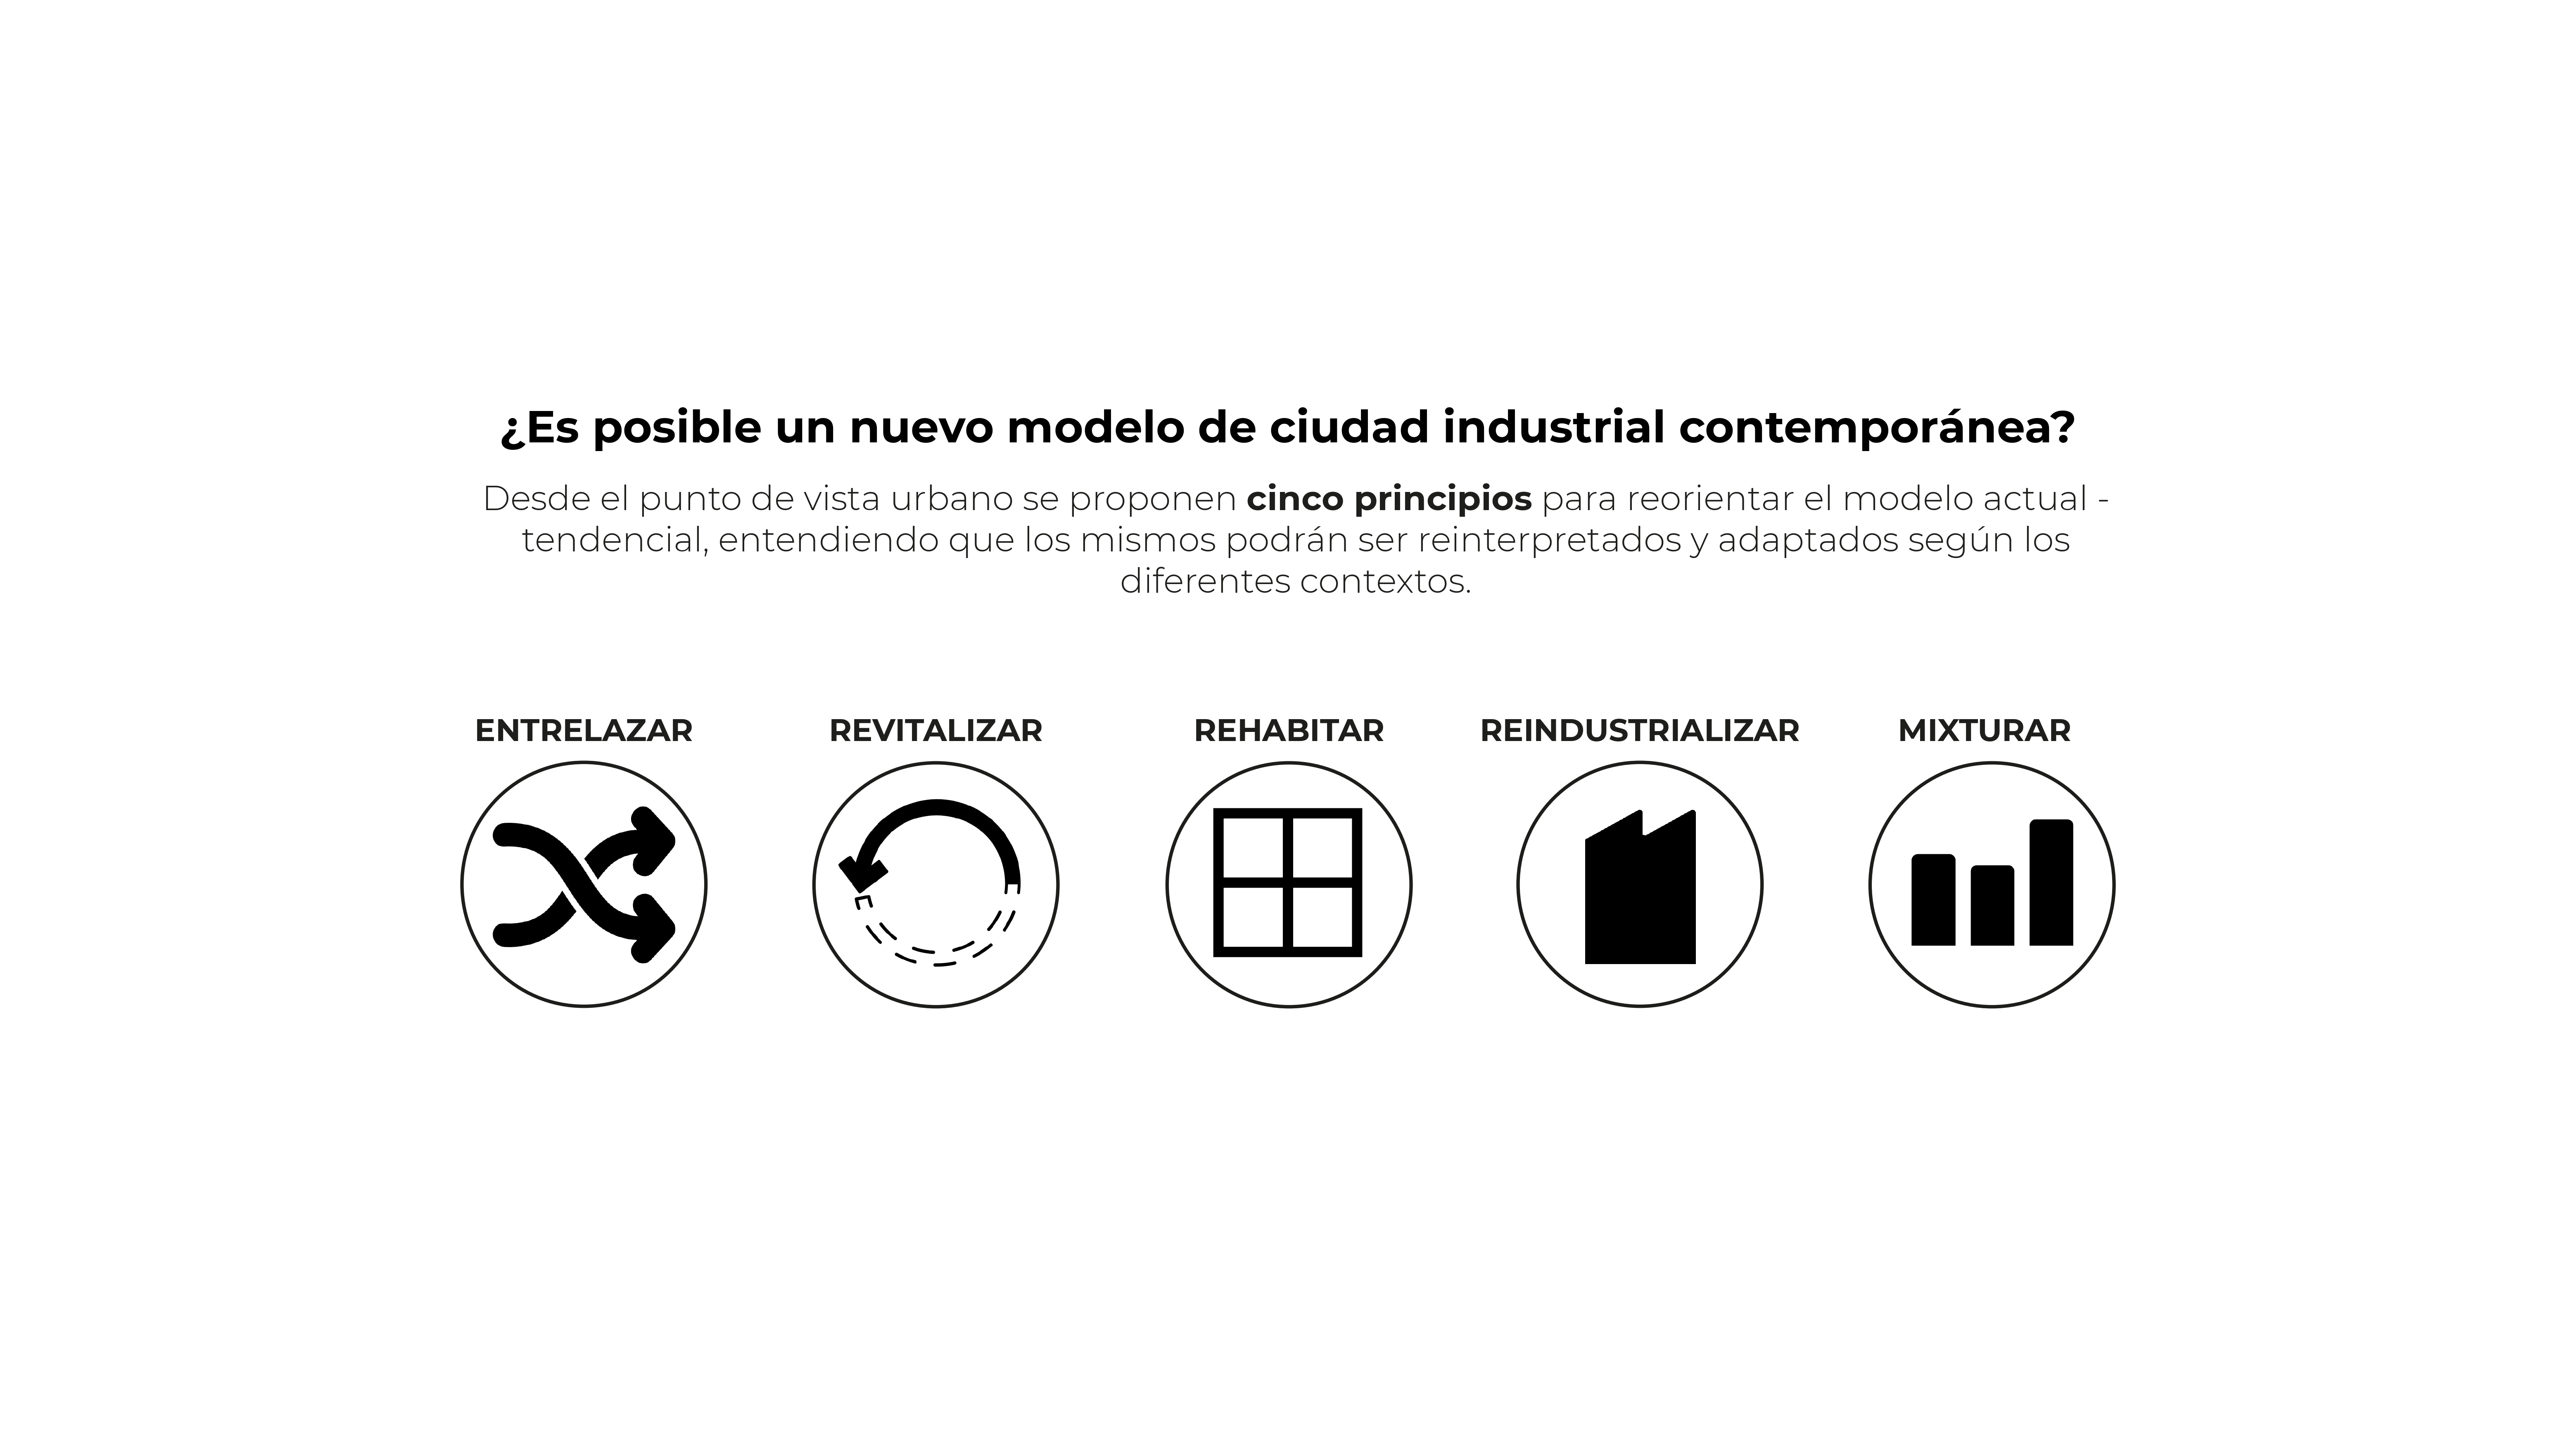 ¿Es posible un nuevo modelo de ciudad industrial contemporánea?
Desde el punto de vista urbano se proponen cinco principios para reorientar el modelo actual -
tendencial, entendiendo que los mismos podrán ser reinterpretados y adaptados según los
diferentes contextos.
ENTRELAZAR
REVITALIZAR
REHABITAR
REINDUSTRIALIZAR
MIXTURAR